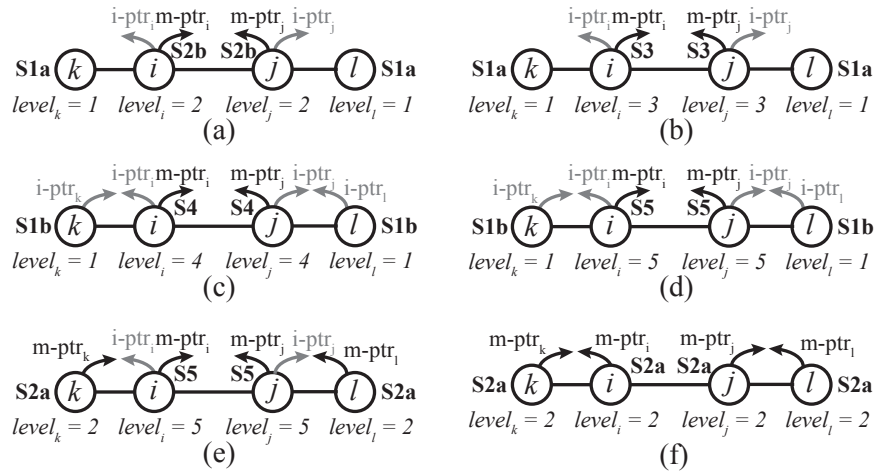 i-ptr_i m-ptr_i m-ptr_j i-ptr_j
S2b S2b
S1a k i j l S1a
level_k = 1 level_i = 2 level_j = 2 level_l = 1
(a)
i-ptr_i m-ptr_i m-ptr_j i-ptr_j
S3 S3
S1a k i j l S1a
level_k = 1 level_i = 3 level_j = 3 level_l = 1
(b)
i-ptr_k i-ptr_i m-ptr_i m-ptr_j i-ptr_j i-ptr_l
S4 S4
S1b k i j l S1b
level_k = 1 level_i = 4 level_j = 4 level_l = 1
(c)
i-ptr_k i-ptr_i m-ptr_i m-ptr_j i-ptr_j i-ptr_l
S5 S5
S1b k i j l S1b
level_k = 1 level_i = 5 level_j = 5 level_l = 1
(d)
m-ptr_k i-ptr_i m-ptr_i m-ptr_j i-ptr_j m-ptr_l
S5 S5
S2a k i j l S2a
level_k = 2 level_i = 5 level_j = 5 level_l = 2
(e)
m-ptr_k m-ptr_i m-ptr_j m-ptr_l
S2a S2a
S2a k i j l S2a
level_k = 2 level_i = 2 level_j = 2 level_l = 2
(f)